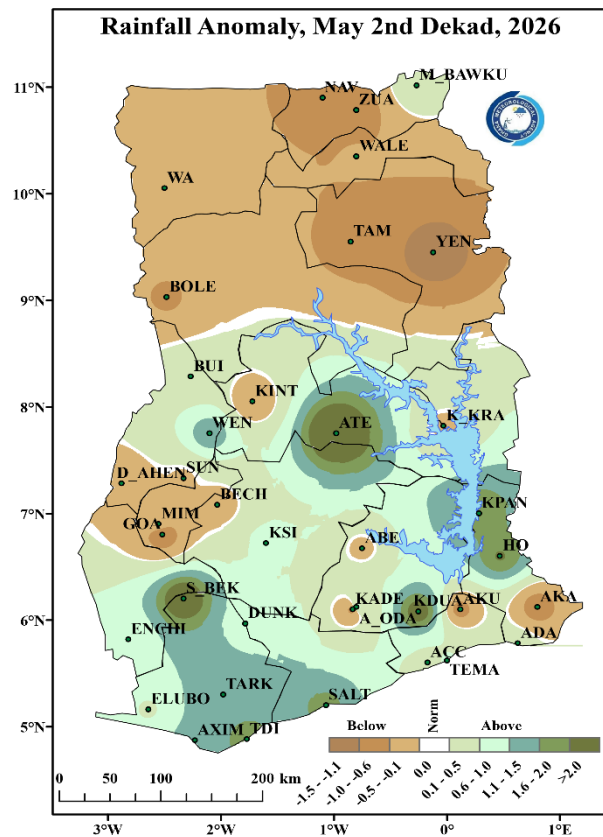 Rainfall Anomaly, May 2nd Dekad, 2026
11°N
10°N
9°N
8°N
7°N
6°N
5°N
M_BAWKU
NAV
ZUA
WALE
WA
TAM
YEN
BOLE
BUI
KINT
WEN
ATE
K_KRA
SUN
D_AHEN
BECH
MIM
GOA
KPAN
KSI
ABE
HO
S_BEK
KADE
KDUA
AKU
AKA
A_ODA
DUNK
ENCHI
ADA
ACC
TEMA
TARK
ELUBO
SALT
AXIM
TDI
Below
Norm
Above
-1.5 - -1.1
-1.0 - -0.6
-0.5 - -0.1
0.0
0.1 - 0.5
0.6 - 1.0
1.1 - 1.5
1.6 - 2.0
>2.0
0 50 100 200 km
3°W
2°W
1°W
0°
1°E